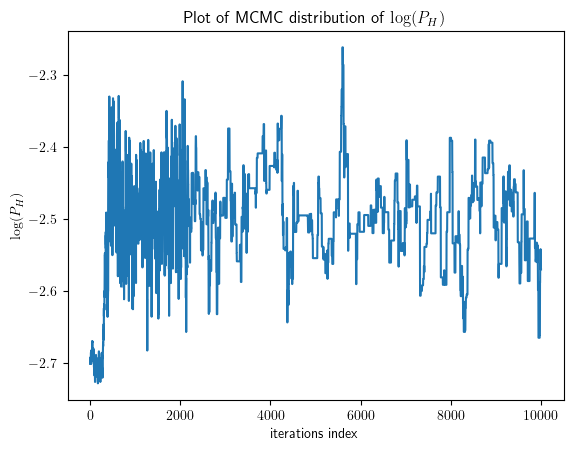 Plot of MCMC distribution of log(P_H)
−2.3
−2.4
−2.5
−2.6
−2.7
log(P_H)
0 2000 4000 6000 8000 10000
iterations index